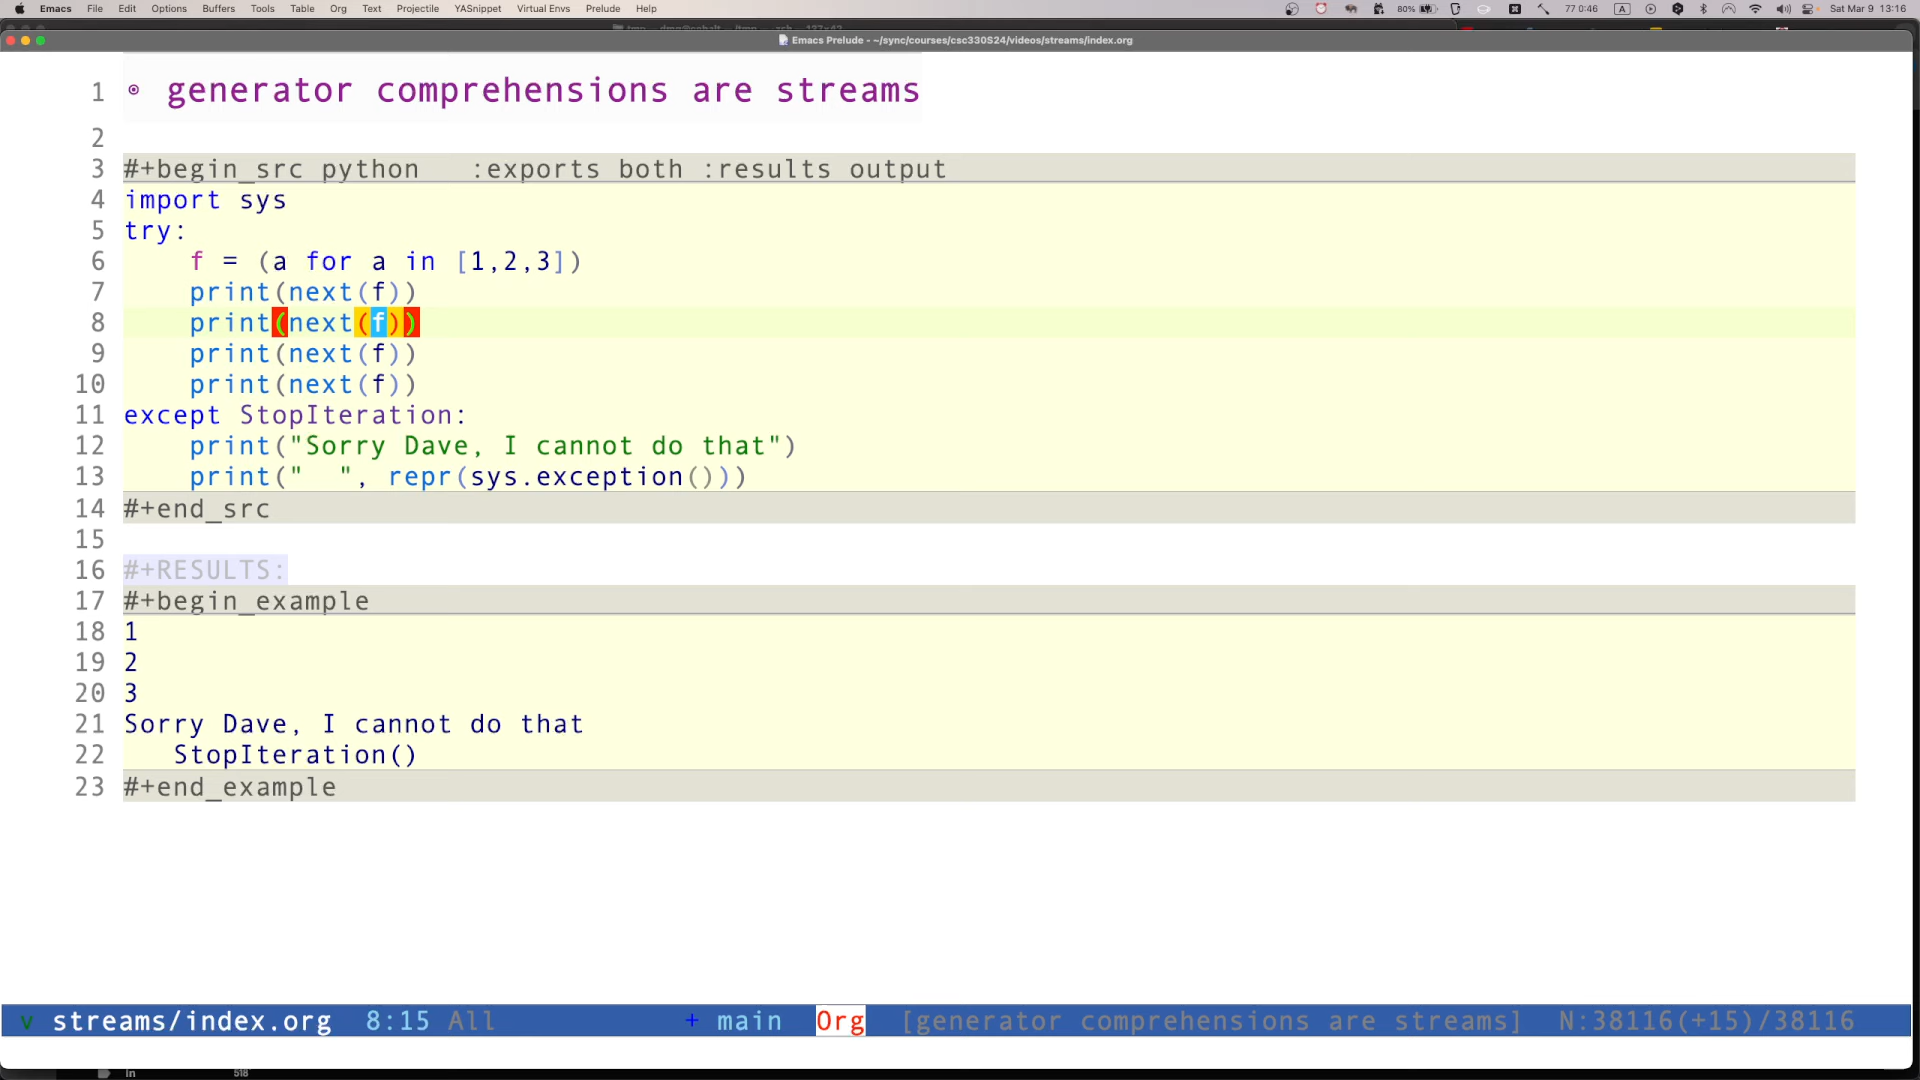 Emacs File Edit Options Buffers Tools Table Org Text Projectile YASnippet Virtual Envs Prelude Help 80% 77 0:46 A Sat Mar 9 13:16
Emacs Prelude - ~/sync/courses/csc330S24/videos/streams/index.org
1 generator comprehensions are streams
2
3 #+begin_src python   :exports both :results output
4 import sys
5 try:
6     f = (a for a in [1,2,3])
7     print(next(f))
8     print(next(f))
9     print(next(f))
10     print(next(f))
11 except StopIteration:
12     print("Sorry Dave, I cannot do that")
13     print("  ", repr(sys.exception()))
14 #+end_src
15
16 #+RESULTS:
17 #+begin_example
18 1
19 2
20 3
21 Sorry Dave, I cannot do that
22    StopIteration()
23 #+end_example
v streams/index.org 8:15 All + main Org [generator comprehensions are streams] N:38116(+15)/38116
In 518